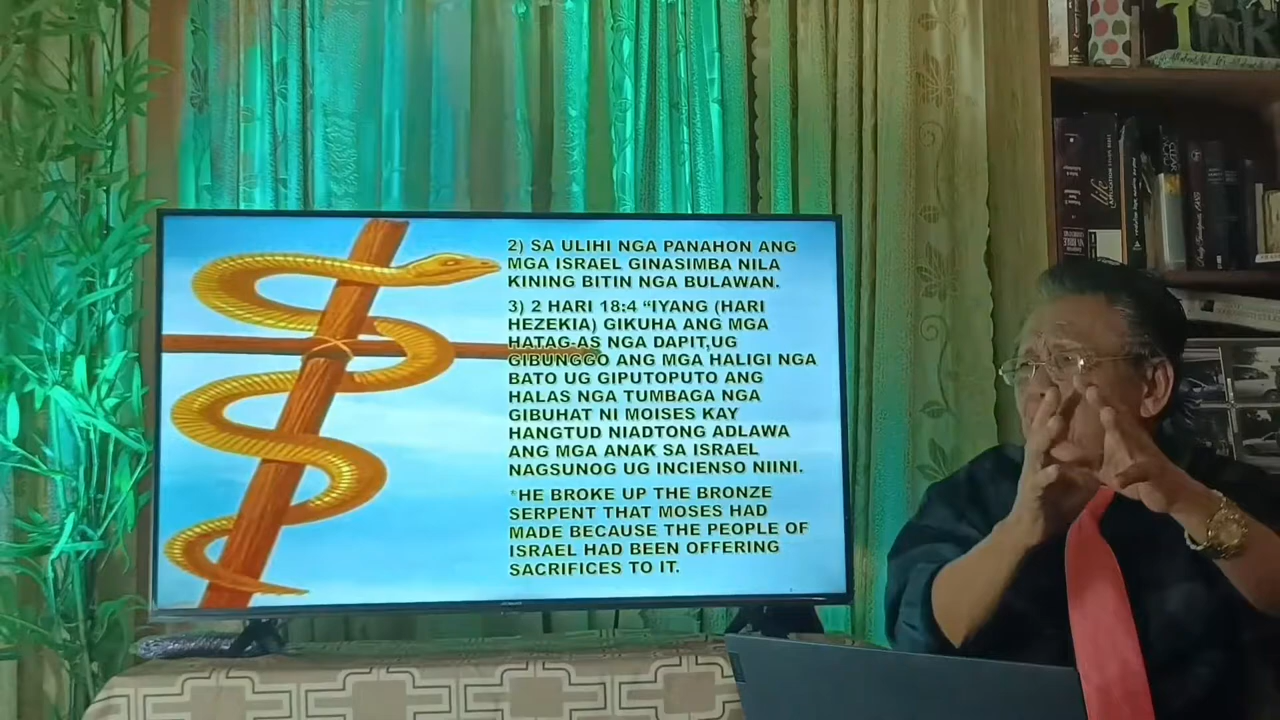 2) SA ULIHI NGA PANAHON ANG
MGA ISRAEL GINASIMBA NILA
KINING BITIN NGA BULAWAN.
3) 2 HARI 18:4 “IYANG (HARI
HEZEKIA) GIKUHA ANG MGA
HATAG-AS NGA DAPIT,UG
GIBUNGGO ANG MGA HALIGI NGA
BATO UG GIPUTOPUTO ANG
HALAS NGA TUMBAGA NGA
GIBUHAT NI MOISES KAY
HANGTUD NIADTONG ADLAWA
ANG MGA ANAK SA ISRAEL
NAGSUNOG UG INCIENSO NIINI.
*HE BROKE UP THE BRONZE
SERPENT THAT MOSES HAD
MADE BECAUSE THE PEOPLE OF
ISRAEL HAD BEEN OFFERING
SACRIFICES TO IT.
life